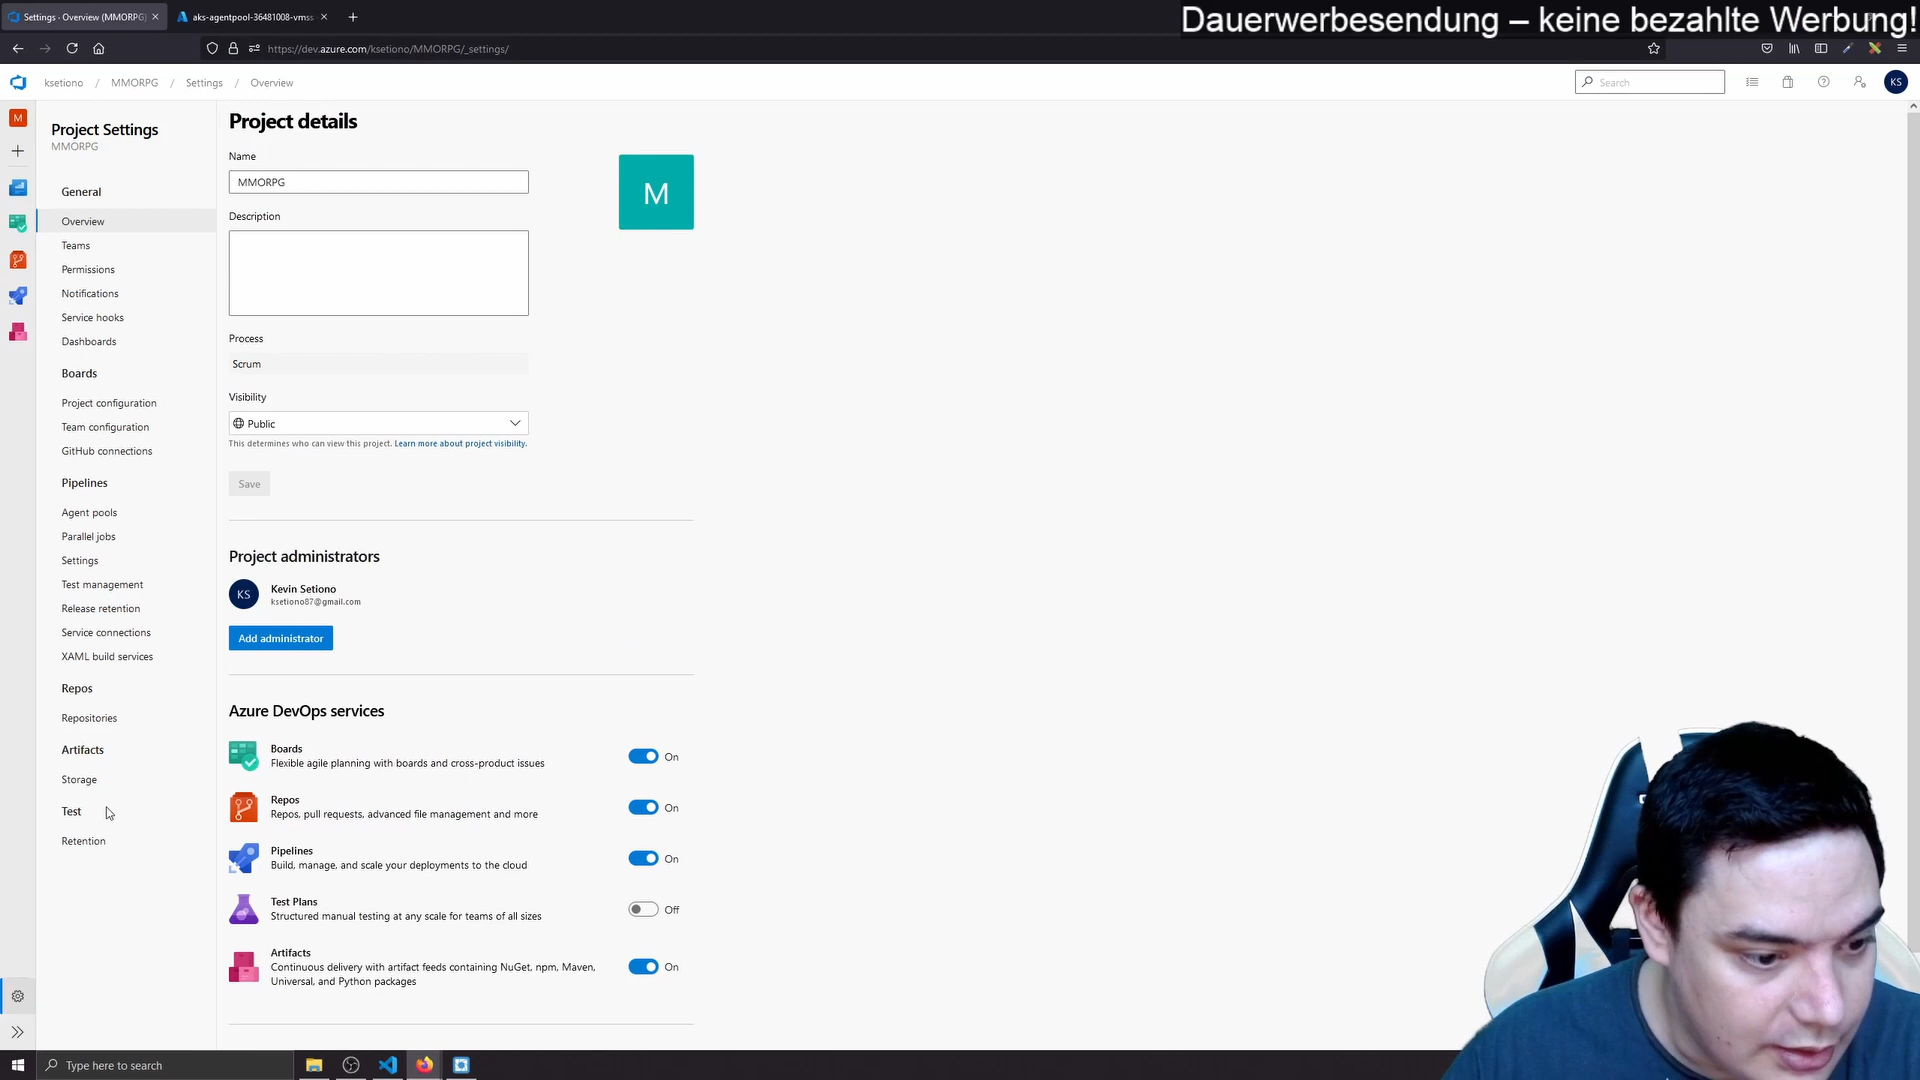 Settings - Overview (MMORPG)
aks-agentpool-36481008-vmss
Dauerwerbesendung – keine bezahlte Werbung!
https://dev.azure.com/ksetiono/MMORPG/_settings/
ksetiono / MMORPG / Settings / Overview
Search
KS
M
Project Settings
MMORPG
General
Overview
Teams
Permissions
Notifications
Service hooks
Dashboards
Boards
Project configuration
Team configuration
GitHub connections
Pipelines
Agent pools
Parallel jobs
Settings
Test management
Release retention
Service connections
XAML build services
Repos
Repositories
Artifacts
Storage
Test
Retention
Project details
Name
MMORPG
M
Description
Process
Scrum
Visibility
Public
This determines who can view this project. Learn more about project visibility.
Save
Project administrators
KS
Kevin Setiono
ksetiono87@gmail.com
Add administrator
Azure DevOps services
Boards
Flexible agile planning with boards and cross-product issues
On
Repos
Repos, pull requests, advanced file management and more
On
Pipelines
Build, manage, and scale your deployments to the cloud
On
Test Plans
Structured manual testing at any scale for teams of all sizes
Off
Artifacts
Continuous delivery with artifact feeds containing NuGet, npm, Maven,
Universal, and Python packages
On
Type here to search